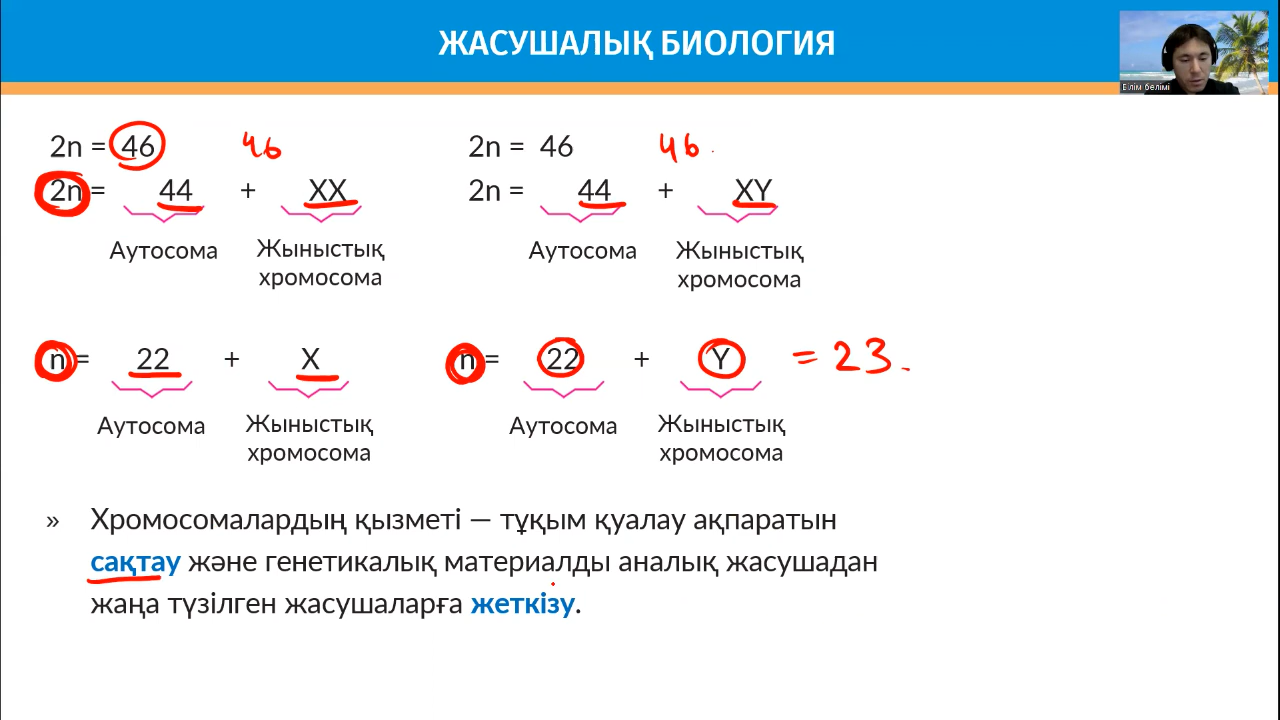 ЖАСУШАЛЫҚ БИОЛОГИЯ
Білім бөлімі
2n = 46 46
2n = 44 + XX
Аутосома Жыныстық
хромосома
2n = 46 46
2n = 44 + XY
Аутосома Жыныстық
хромосома
n = 22 + X
Аутосома Жыныстық
хромосома
n = 22 + Y = 23.
Аутосома Жыныстық
хромосома
» Хромосомалардың қызметі — тұқым қуалау ақпаратын
сақтау және генетикалық материалды аналық жасушадан
жаңа түзілген жасушаларға жеткізу.